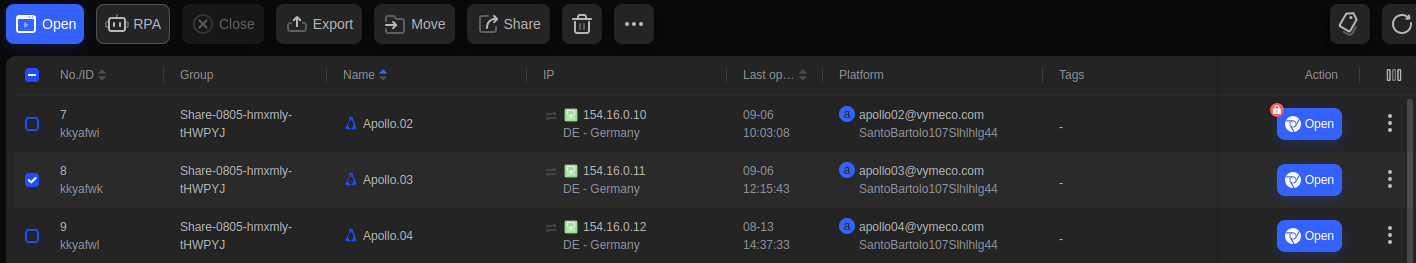 Open RPA Close Export Move Share
No./ID Group Name IP Last op... Platform Tags Action
7 Share-0805-hmxmly- 154.16.0.10 09-06 a apollo02@vymeco.com
kkyafwi tHWPYJ Apollo.02 DE - Germany 10:03:08 SantoBartolo107Slhlhlg44 - Open
8 Share-0805-hmxmly- 154.16.0.11 09-06 a apollo03@vymeco.com
kkyafwk tHWPYJ Apollo.03 DE - Germany 12:15:43 SantoBartolo107Slhlhlg44 - Open
9 Share-0805-hmxmly- 154.16.0.12 08-13 a apollo04@vymeco.com
kkyafwl tHWPYJ Apollo.04 DE - Germany 14:37:33 SantoBartolo107Slhlhlg44 - Open